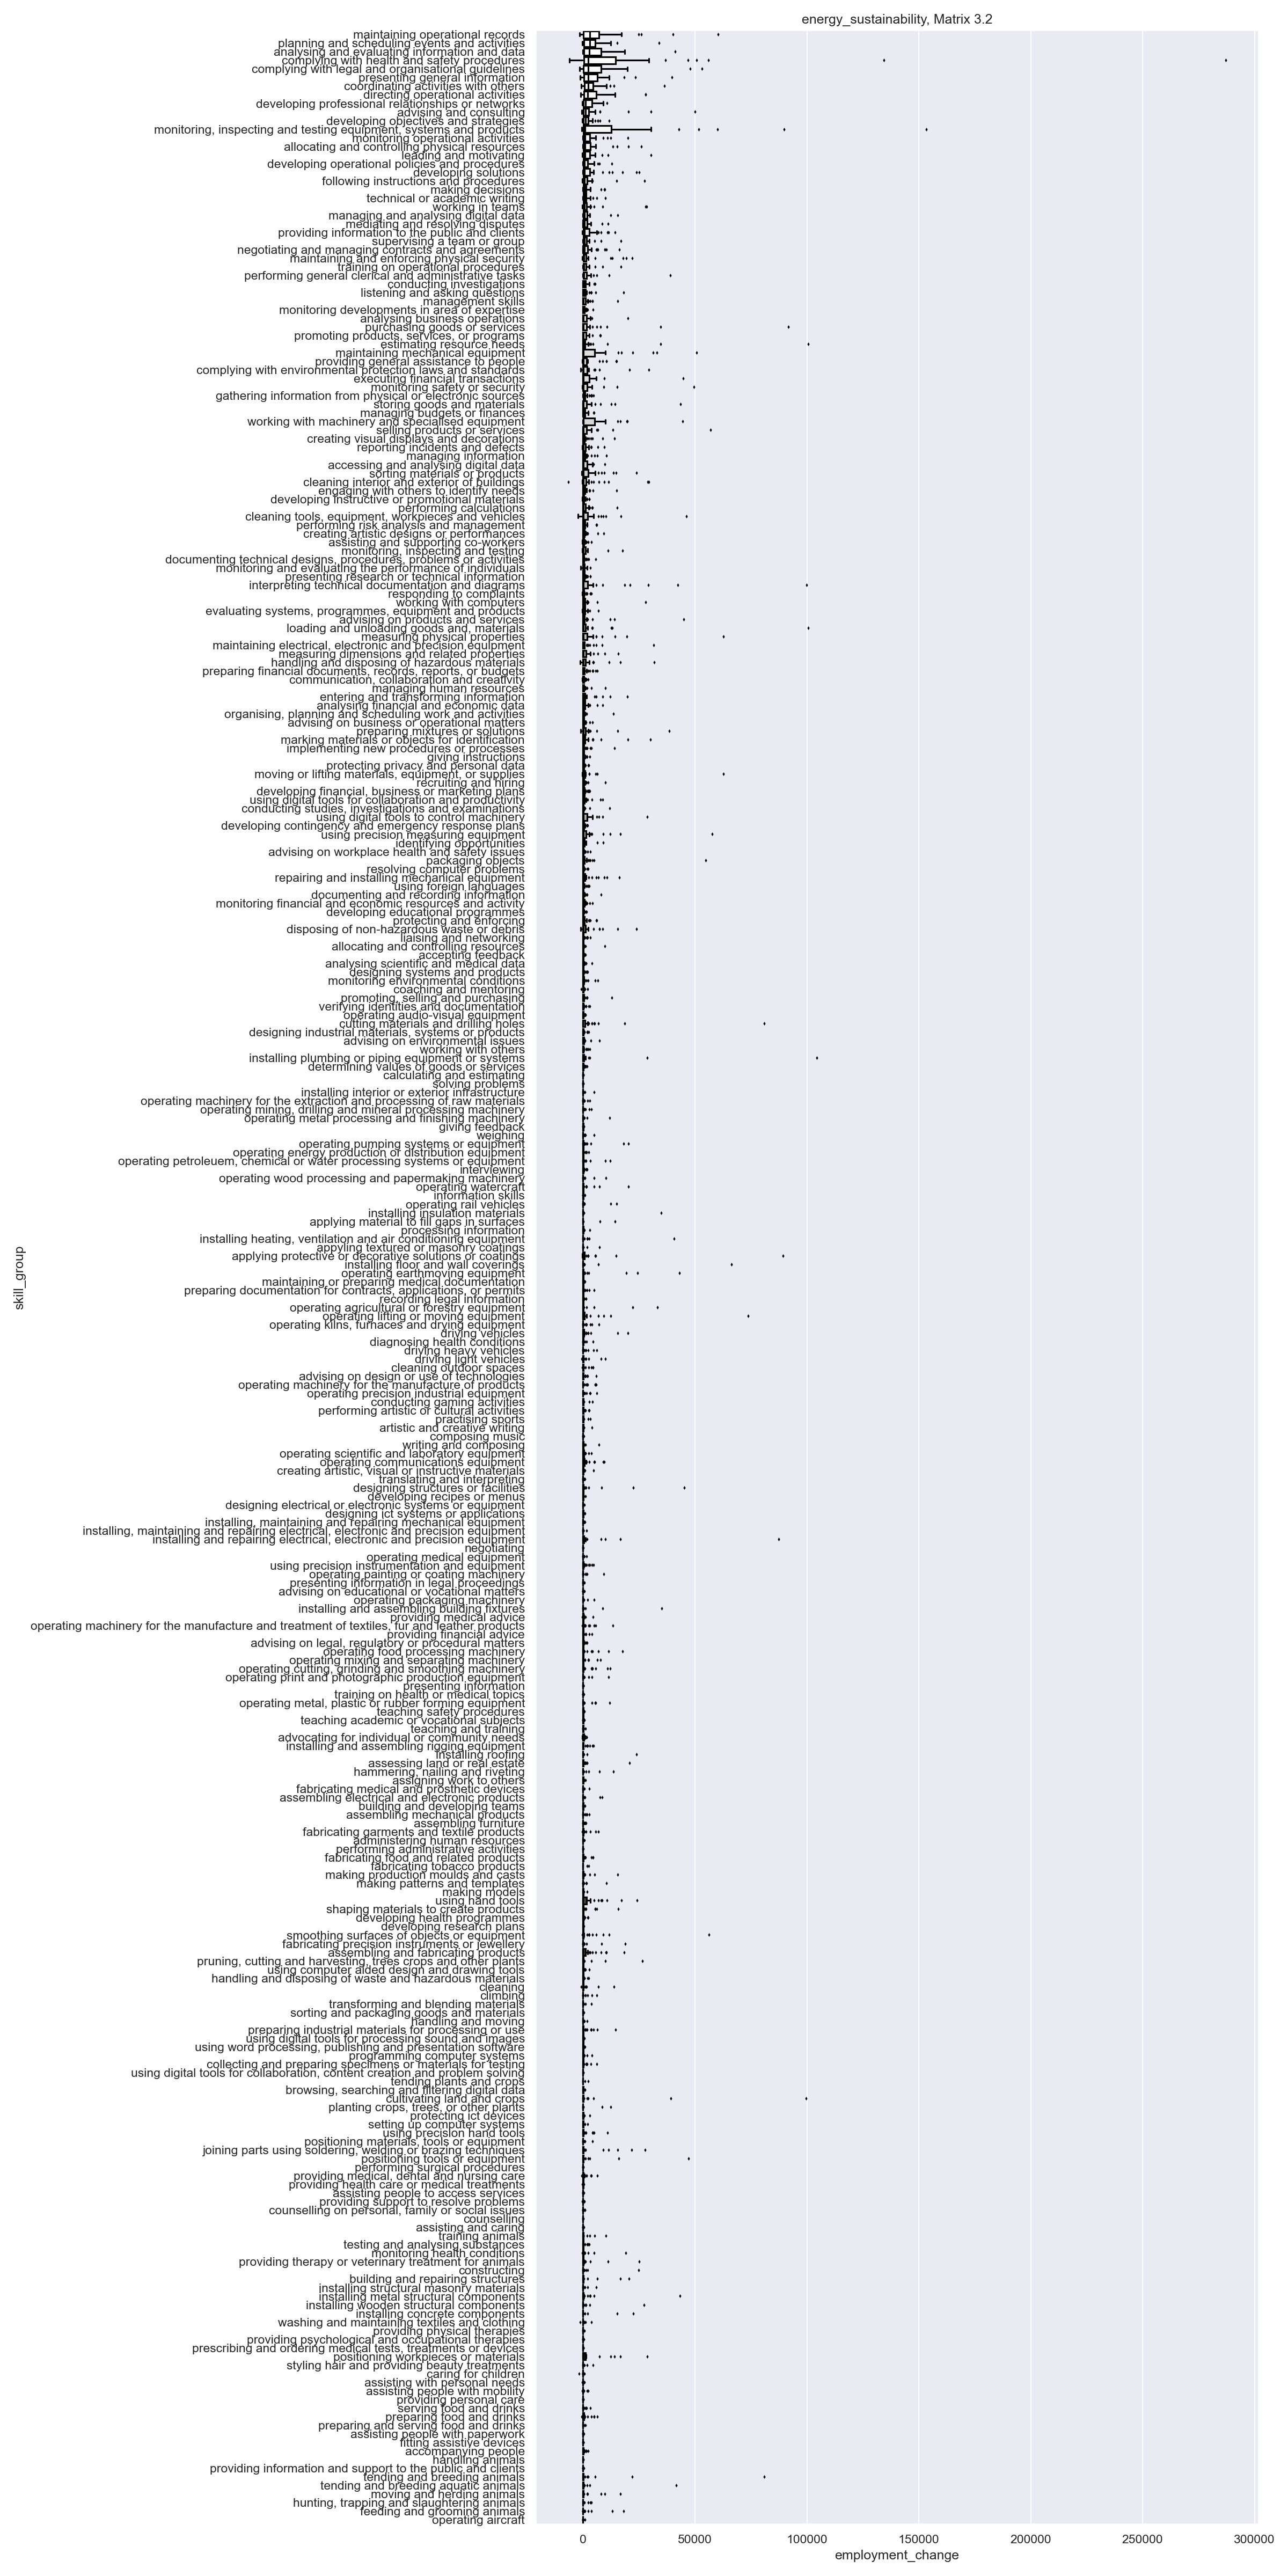 energy_sustainability, Matrix 3.2
maintaining operational records
planning and scheduling events and activities
analysing and evaluating information and data
complying with health and safety procedures
complying with legal and organisational guidelines
presenting general information
coordinating activities with others
directing operational activities
developing professional relationships or networks
advising and consulting
developing objectives and strategies
monitoring, inspecting and testing equipment, systems and products
monitoring operational activities
allocating and controlling physical resources
leading and motivating
developing operational policies and procedures
developing solutions
following instructions and procedures
making decisions
technical or academic writing
working in teams
managing and analysing digital data
mediating and resolving disputes
providing information to the public and clients
supervising a team or group
negotiating and managing contracts and agreements
maintaining and enforcing physical security
training on operational procedures
performing general clerical and administrative tasks
conducting investigations
listening and asking questions
management skills
monitoring developments in area of expertise
analysing business operations
purchasing goods or services
promoting products, services, or programs
estimating resource needs
maintaining mechanical equipment
providing general assistance to people
complying with environmental protection laws and standards
executing financial transactions
monitoring safety or security
gathering information from physical or electronic sources
storing goods and materials
managing budgets or finances
working with machinery and specialised equipment
selling products or services
creating visual displays and decorations
reporting incidents and defects
managing information
accessing and analysing digital data
sorting materials or products
cleaning interior and exterior of buildings
engaging with others to identify needs
developing instructive or promotional materials
performing calculations
cleaning tools, equipment, workpieces and vehicles
performing risk analysis and management
creating artistic designs or performances
assisting and supporting co-workers
monitoring, inspecting and testing
documenting technical designs, procedures, problems or activities
monitoring and evaluating the performance of individuals
presenting research or technical information
interpreting technical documentation and diagrams
responding to complaints
working with computers
evaluating systems, programmes, equipment and products
advising on products and services
loading and unloading goods and, materials
measuring physical properties
maintaining electrical, electronic and precision equipment
measuring dimensions and related properties
handling and disposing of hazardous materials
preparing financial documents, records, reports, or budgets
communication, collaboration and creativity
managing human resources
entering and transforming information
analysing financial and economic data
organising, planning and scheduling work and activities
advising on business or operational matters
preparing mixtures or solutions
marking materials or objects for identification
implementing new procedures or processes
giving instructions
protecting privacy and personal data
moving or lifting materials, equipment, or supplies
recruiting and hiring
developing financial, business or marketing plans
using digital tools for collaboration and productivity
conducting studies, investigations and examinations
using digital tools to control machinery
developing contingency and emergency response plans
using precision measuring equipment
identifying opportunities
advising on workplace health and safety issues
packaging objects
resolving computer problems
repairing and installing mechanical equipment
using foreign languages
documenting and recording information
monitoring financial and economic resources and activity
developing educational programmes
protecting and enforcing
disposing of non-hazardous waste or debris
liaising and networking
allocating and controlling resources
accepting feedback
analysing scientific and medical data
designing systems and products
monitoring environmental conditions
coaching and mentoring
promoting, selling and purchasing
verifying identities and documentation
operating audio-visual equipment
cutting materials and drilling holes
designing industrial materials, systems or products
advising on environmental issues
working with others
installing plumbing or piping equipment or systems
determining values of goods or services
calculating and estimating
solving problems
installing interior or exterior infrastructure
operating machinery for the extraction and processing of raw materials
operating mining, drilling and mineral processing machinery
operating metal processing and finishing machinery
giving feedback
weighing
operating pumping systems or equipment
operating energy production or distribution equipment
operating petroleuem, chemical or water processing systems or equipment
interviewing
operating wood processing and papermaking machinery
operating watercraft
information skills
operating rail vehicles
installing insulation materials
applying material to fill gaps in surfaces
processing information
installing heating, ventilation and air conditioning equipment
appyling textured or masonry coatings
applying protective or decorative solutions or coatings
installing floor and wall coverings
operating earthmoving equipment
maintaining or preparing medical documentation
preparing documentation for contracts, applications, or permits
recording legal information
operating agricultural or forestry equipment
operating lifting or moving equipment
operating kilns, furnaces and drying equipment
driving vehicles
diagnosing health conditions
driving heavy vehicles
driving light vehicles
cleaning outdoor spaces
advising on design or use of technologies
operating machinery for the manufacture of products
operating precision industrial equipment
conducting gaming activities
performing artistic or cultural activities
practising sports
artistic and creative writing
composing music
writing and composing
operating scientific and laboratory equipment
operating communications equipment
creating artistic, visual or instructive materials
translating and interpreting
designing structures or facilities
developing recipes or menus
designing electrical or electronic systems or equipment
designing ict systems or applications
installing, maintaining and repairing mechanical equipment
installing, maintaining and repairing electrical, electronic and precision equipment
installing and repairing electrical, electronic and precision equipment
negotiating
operating medical equipment
using precision instrumentation and equipment
operating painting or coating machinery
presenting information in legal proceedings
advising on educational or vocational matters
operating packaging machinery
installing and assembling building fixtures
providing medical advice
operating machinery for the manufacture and treatment of textiles, fur and leather products
providing financial advice
advising on legal, regulatory or procedural matters
operating food processing machinery
operating mixing and separating machinery
operating cutting, grinding and smoothing machinery
operating print and photographic production equipment
presenting information
training on health or medical topics
operating metal, plastic or rubber forming equipment
teaching safety procedures
teaching academic or vocational subjects
teaching and training
advocating for individual or community needs
installing and assembling rigging equipment
installing roofing
assessing land or real estate
hammering, nailing and riveting
assigning work to others
fabricating medical and prosthetic devices
assembling electrical and electronic products
building and developing teams
assembling mechanical products
assembling furniture
fabricating garments and textile products
administering human resources
performing administrative activities
fabricating food and related products
fabricating tobacco products
making production moulds and casts
making patterns and templates
making models
using hand tools
shaping materials to create products
developing health programmes
developing research plans
smoothing surfaces of objects or equipment
fabricating precision instruments or jewellery
assembling and fabricating products
pruning, cutting and harvesting, trees crops and other plants
using computer aided design and drawing tools
handling and disposing of waste and hazardous materials
cleaning
climbing
transforming and blending materials
sorting and packaging goods and materials
handling and moving
preparing industrial materials for processing or use
using digital tools for processing sound and images
using word processing, publishing and presentation software
programming computer systems
collecting and preparing specimens or materials for testing
using digital tools for collaboration, content creation and problem solving
tending plants and crops
browsing, searching and filtering digital data
cultivating land and crops
planting crops, trees, or other plants
protecting ict devices
setting up computer systems
using precision hand tools
positioning materials, tools or equipment
joining parts using soldering, welding or brazing techniques
positioning tools or equipment
performing surgical procedures
providing medical, dental and nursing care
providing health care or medical treatments
assisting people to access services
providing support to resolve problems
counselling on personal, family or social issues
counselling
assisting and caring
training animals
testing and analysing substances
monitoring health conditions
providing therapy or veterinary treatment for animals
constructing
building and repairing structures
installing structural masonry materials
installing metal structural components
installing wooden structural components
installing concrete components
washing and maintaining textiles and clothing
providing physical therapies
providing psychological and occupational therapies
prescribing and ordering medical tests, treatments or devices
positioning workpieces or materials
styling hair and providing beauty treatments
caring for children
assisting with personal needs
assisting people with mobility
providing personal care
serving food and drinks
preparing food and drinks
preparing and serving food and drinks
assisting people with paperwork
fitting assistive devices
accompanying people
handling animals
providing information and support to the public and clients
tending and breeding animals
tending and breeding aquatic animals
moving and herding animals
hunting, trapping and slaughtering animals
feeding and grooming animals
operating aircraft
skill_group
0 50000 100000 150000 200000 250000 300000
employment_change